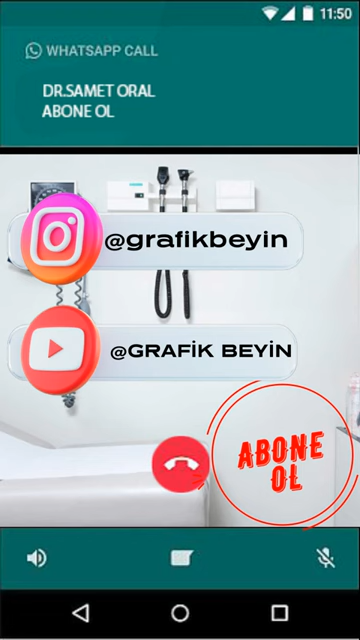 11:50
WHATSAPP CALL
DR.SAMET ORAL
ABONE OL
@grafikbeyin
@GRAFİK BEYİN
ABONE
OL